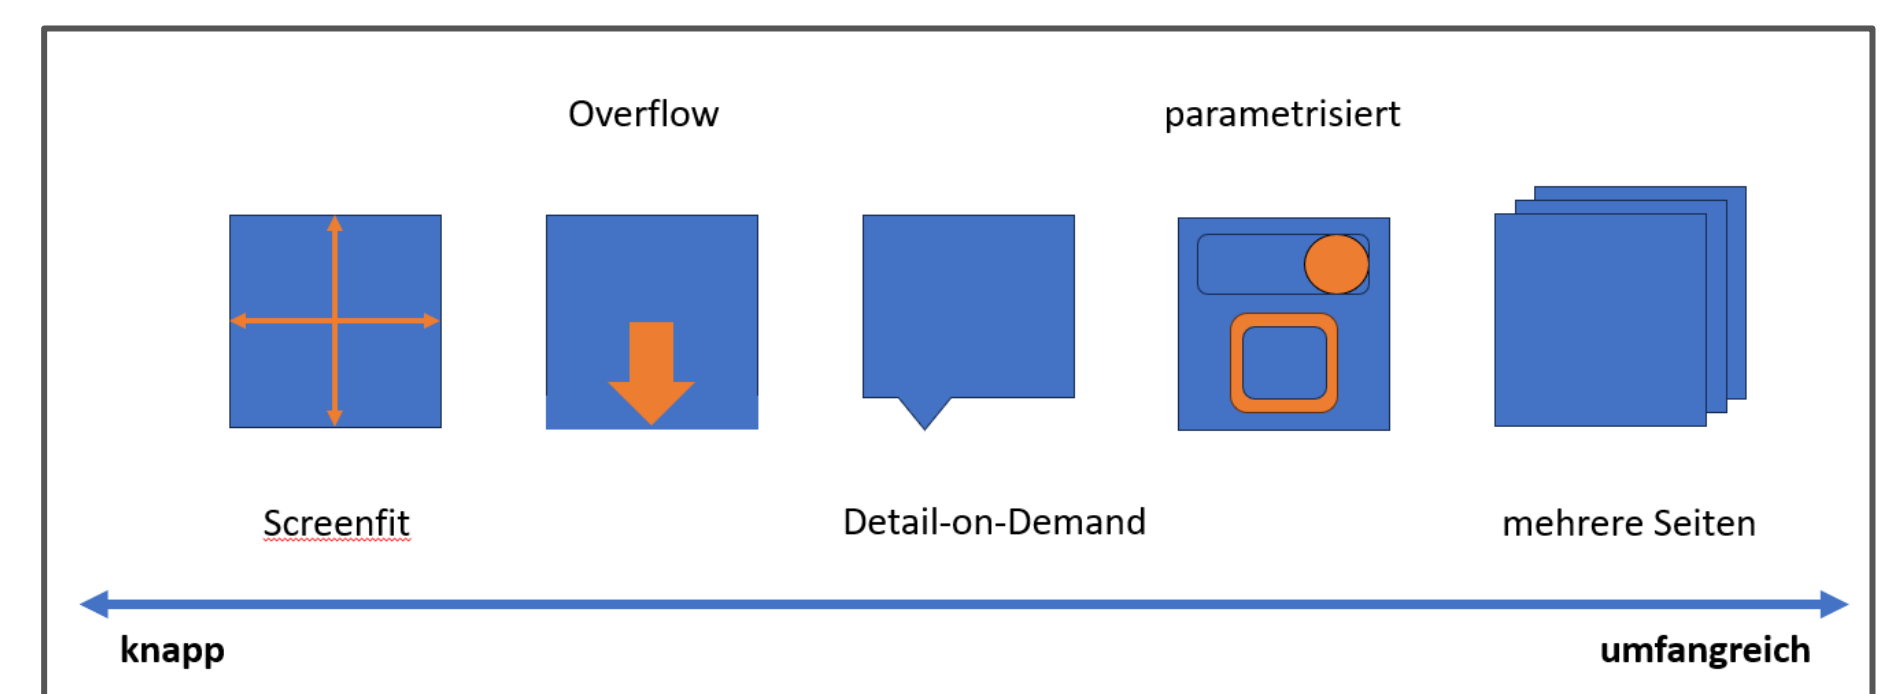 Overflow
parametrisiert
Screenfit
Detail-on-Demand
mehrere Seiten
knapp
umfangreich